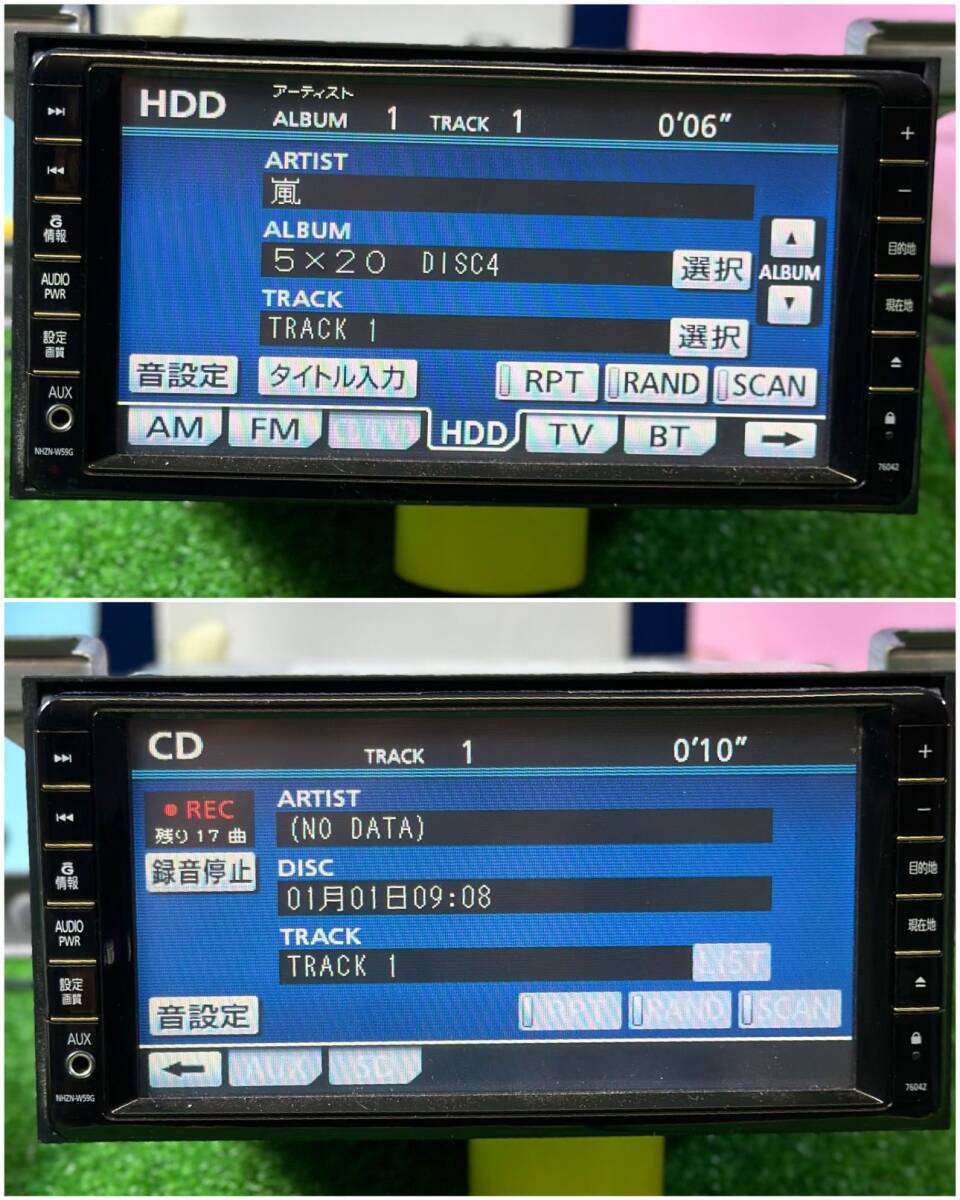 HDD
アーティスト
ALBUM 1 TRACK 1 0'06"
ARTIST
嵐
ALBUM
5×20 DISC4
選択
ALBUM
TRACK
TRACK 1
選択
音設定
タイトル入力
RPT
RAND
SCAN
AM
FM
CD/DVD
HDD
TV
BT
G
情報
AUDIO
PWR
設定
画質
AUX
NHZN-W59G
+
−
目的地
現在地
76042
CD
TRACK 1 0'10"
REC
残り17曲
録音停止
ARTIST
(NO DATA)
DISC
01月01日09:08
TRACK
TRACK 1
LIST
音設定
RPT
RAND
SCAN
AUX
SD
G
情報
AUDIO
PWR
設定
画質
AUX
NHZN-W59G
+
−
目的地
現在地
76042